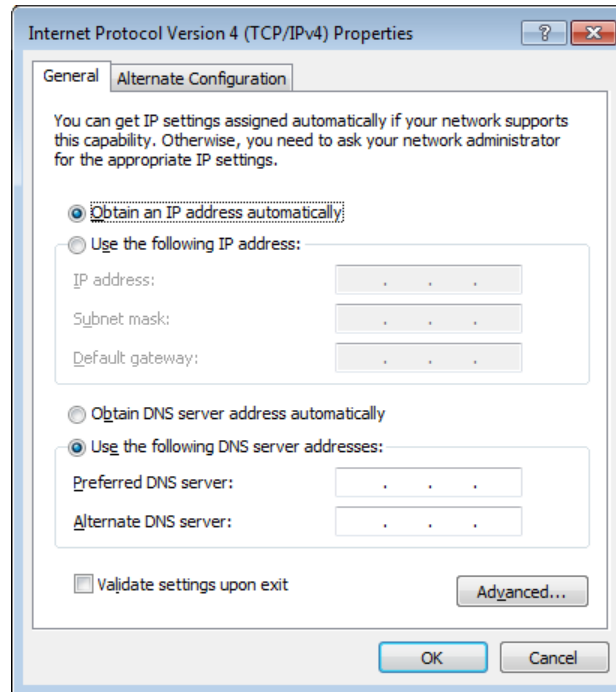 Internet Protocol Version 4 (TCP/IPv4) Properties
General
Alternate Configuration
You can get IP settings assigned automatically if your network supports
this capability. Otherwise, you need to ask your network administrator
for the appropriate IP settings.
Obtain an IP address automatically
Use the following IP address:
IP address:
Subnet mask:
Default gateway:
Obtain DNS server address automatically
Use the following DNS server addresses:
Preferred DNS server:
Alternate DNS server:
Validate settings upon exit
Advanced...
OK
Cancel